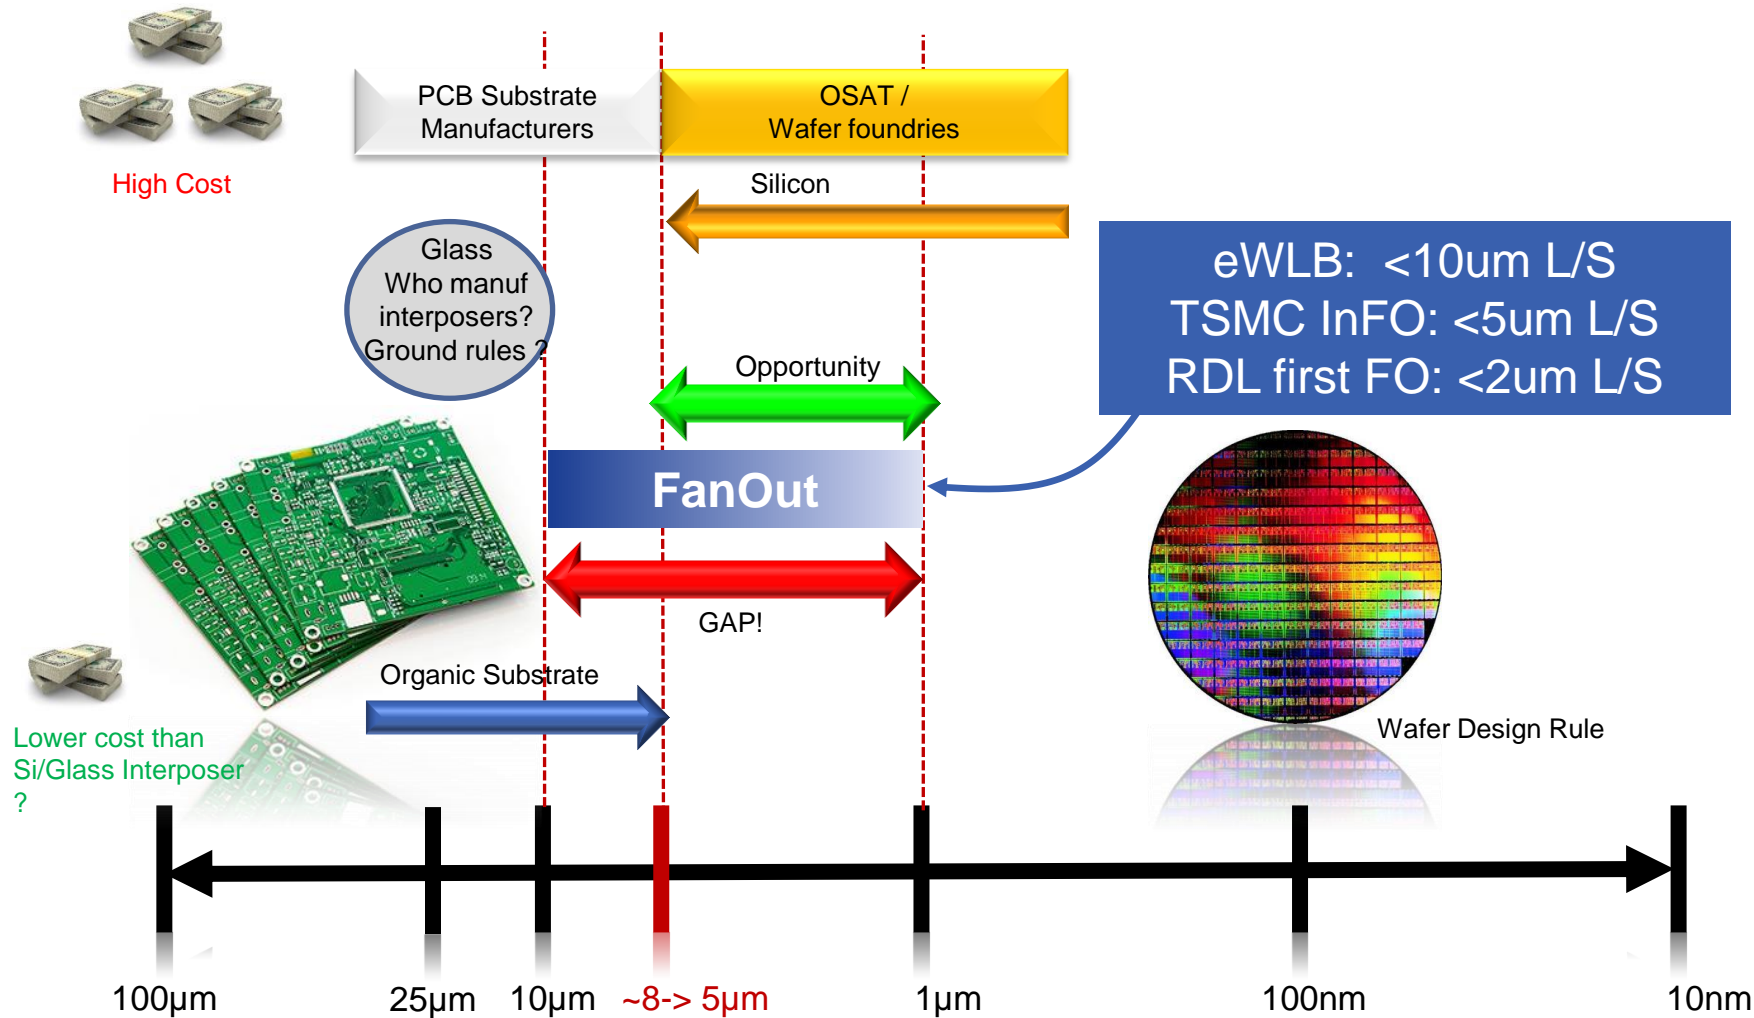 PCB Substrate
Manufacturers
OSAT /
Wafer foundries
High Cost
Silicon
Glass
Who manuf
interposers?
Ground rules ?
eWLB:  <10um L/S
TSMC InFO: <5um L/S
RDL first FO: <2um L/S
Opportunity
FanOut
GAP!
Organic Substrate
Wafer Design Rule
Lower cost than
Si/Glass Interposer
?
100µm
25µm
10µm
~8-> 5µm
1µm
100nm
10nm